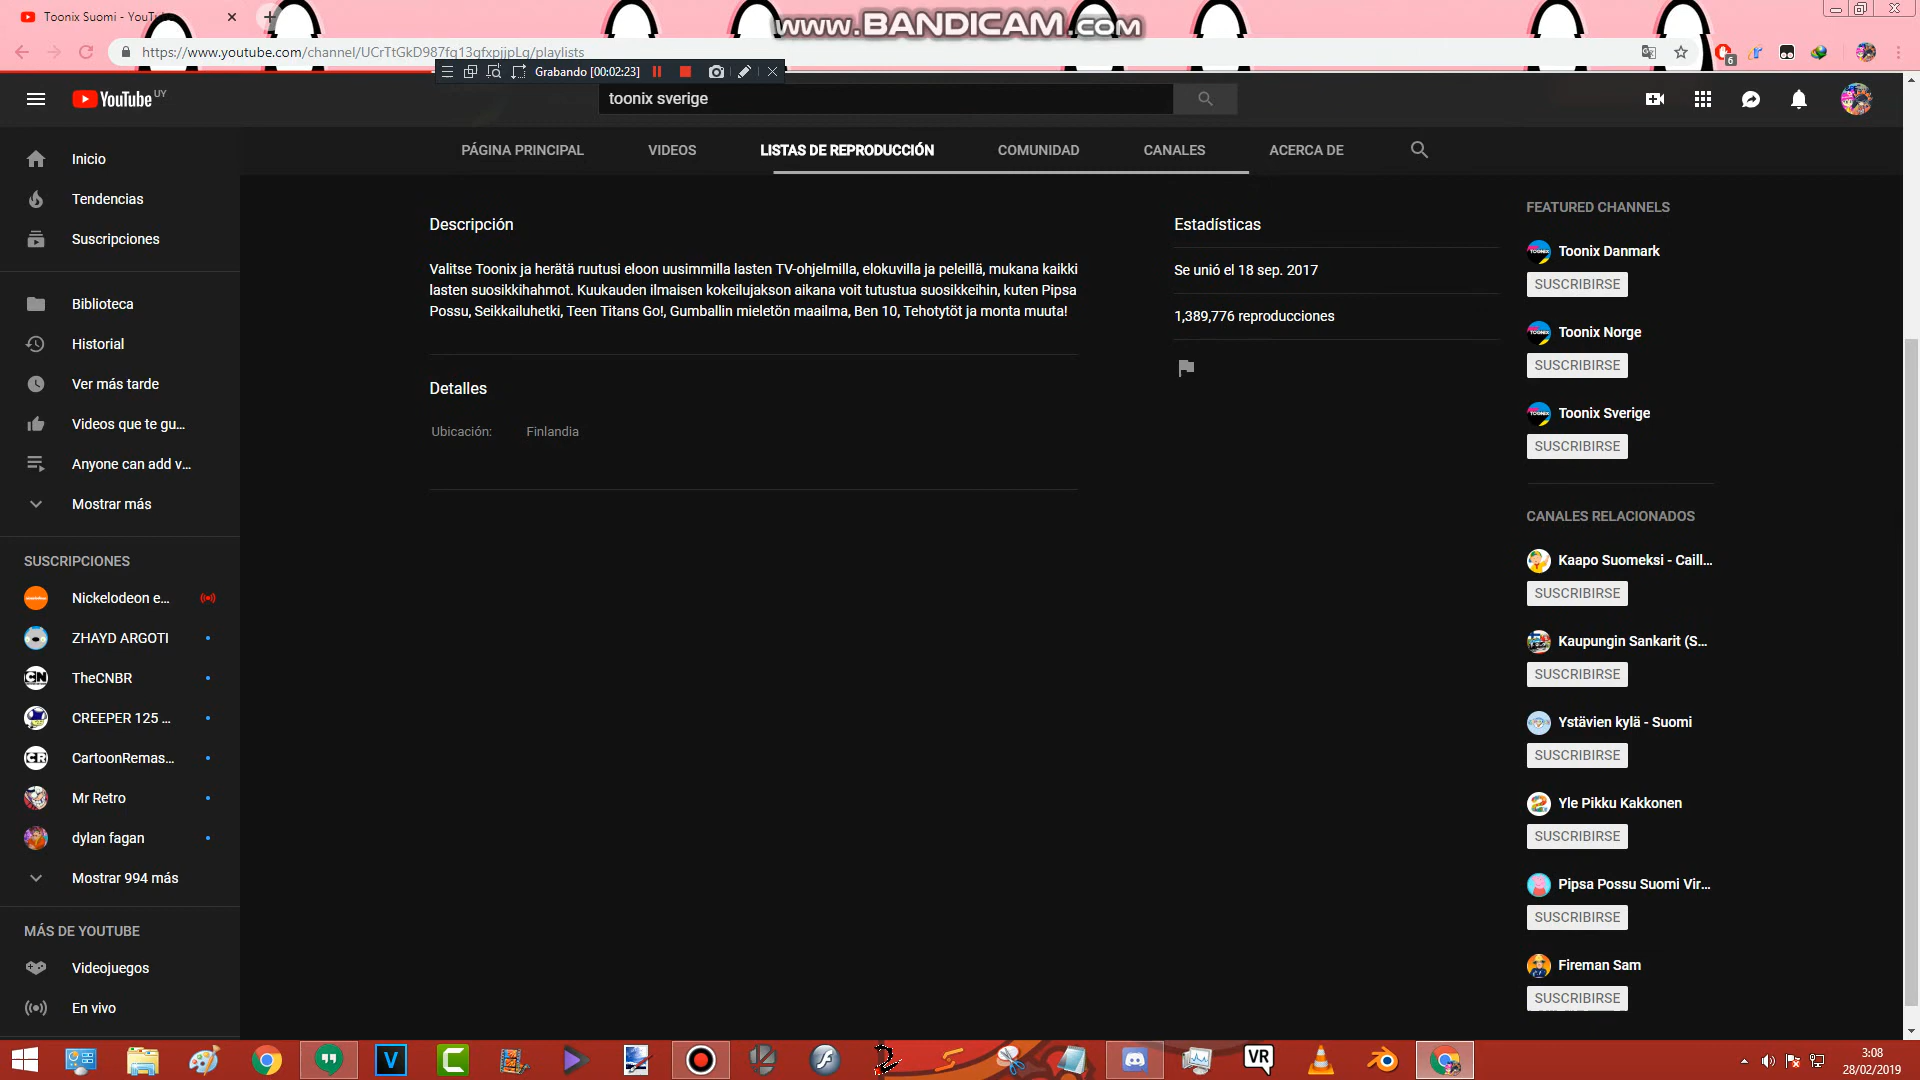 Toonix Suomi - YouTu
www.BANDICAM.com
https://www.youtube.com/channel/UCrTtGkD987fq13gfxpjjpLg/playlists
6
Grabando [00:02:23]
YouTube UY
toonix sverige
PÁGINA PRINCIPAL
VIDEOS
LISTAS DE REPRODUCCIÓN
COMUNIDAD
CANALES
ACERCA DE
Inicio
Tendencias
Suscripciones
Biblioteca
Historial
Ver más tarde
Videos que te gu...
Anyone can add v...
Mostrar más
SUSCRIPCIONES
Nickelodeon e...
ZHAYD ARGOTI
TheCNBR
CREEPER 125 ...
CartoonRemas...
Mr Retro
dylan fagan
Mostrar 994 más
MÁS DE YOUTUBE
Videojuegos
En vivo
Descripción
Valitse Toonix ja herätä ruutusi eloon uusimmilla lasten TV-ohjelmilla, elokuvilla ja peleillä, mukana kaikki
lasten suosikkihahmot. Kuukauden ilmaisen kokeilujakson aikana voit tutustua suosikkeihin, kuten Pipsa
Possu, Seikkailuhetki, Teen Titans Go!, Gumballin mieletön maailma, Ben 10, Tehotytöt ja monta muuta!
Detalles
Ubicación: Finlandia
Estadísticas
Se unió el 18 sep. 2017
1,389,776 reproducciones
FEATURED CHANNELS
Toonix Danmark
SUSCRIBIRSE
Toonix Norge
SUSCRIBIRSE
Toonix Sverige
SUSCRIBIRSE
CANALES RELACIONADOS
Kaapo Suomeksi - Caill...
SUSCRIBIRSE
Kaupungin Sankarit (S...
SUSCRIBIRSE
Ystävien kylä - Suomi
SUSCRIBIRSE
Yle Pikku Kakkonen
SUSCRIBIRSE
Pipsa Possu Suomi Vir...
SUSCRIBIRSE
Fireman Sam
SUSCRIBIRSE
VR
3:08
28/02/2019